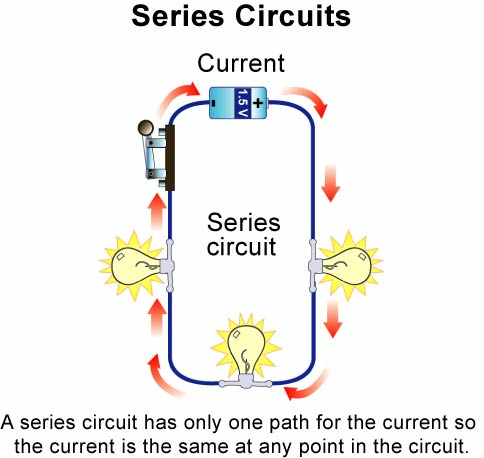 Series Circuits
Current
- 1.5 V +
Series
circuit
A series circuit has only one path for the current so
the current is the same at any point in the circuit.